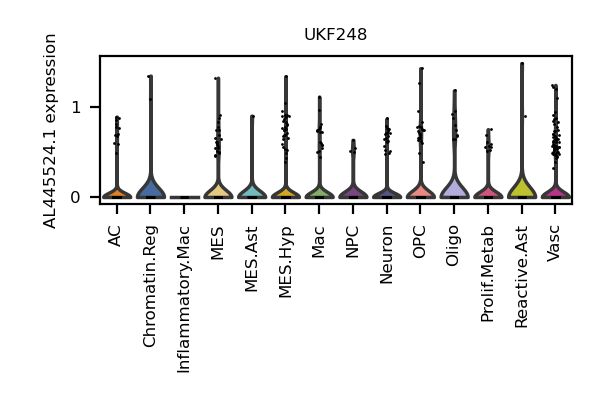 UKF248
AL445524.1 expression
1
0
AC
Chromatin.Reg
Inflammatory.Mac
MES
MES.Ast
MES.Hyp
Mac
NPC
Neuron
OPC
Oligo
Prolif.Metab
Reactive.Ast
Vasc